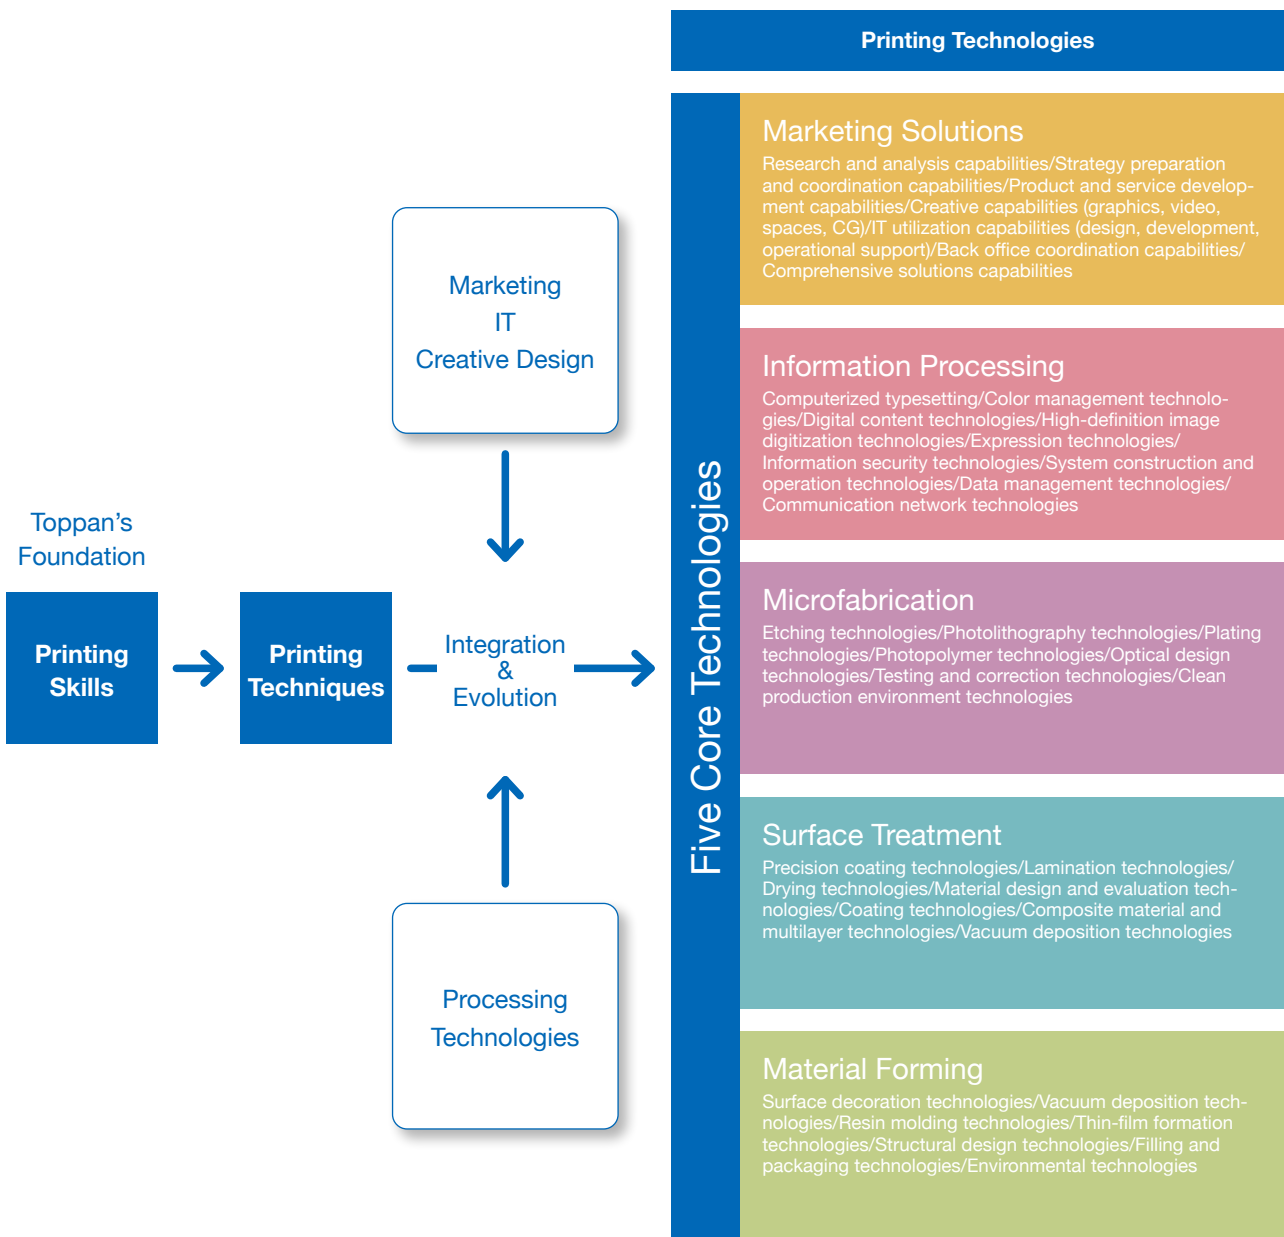 Printing Technologies
Marketing
IT
Creative Design
Toppan’s
Foundation
Printing
Skills
Printing
Techniques
Integration
&
Evolution
Processing
Technologies
Five Core Technologies
Marketing Solutions
Research and analysis capabilities/Strategy preparation
and coordination capabilities/Product and service develop-
ment capabilities/Creative capabilities (graphics, video,
spaces, CG)/IT utilization capabilities (design, development,
operational support)/Back office coordination capabilities/
Comprehensive solutions capabilities
Information Processing
Computerized typesetting/Color management technolo-
gies/Digital content technologies/High-definition image
digitization technologies/Expression technologies/
Information security technologies/System construction and
operation technologies/Data management technologies/
Communication network technologies
Microfabrication
Etching technologies/Photolithography technologies/Plating
technologies/Photopolymer technologies/Optical design
technologies/Testing and correction technologies/Clean
production environment technologies
Surface Treatment
Precision coating technologies/Lamination technologies/
Drying technologies/Material design and evaluation tech-
nologies/Coating technologies/Composite material and
multilayer technologies/Vacuum deposition technologies
Material Forming
Surface decoration technologies/Vacuum deposition tech-
nologies/Resin molding technologies/Thin-film formation
technologies/Structural design technologies/Filling and
packaging technologies/Environmental technologies